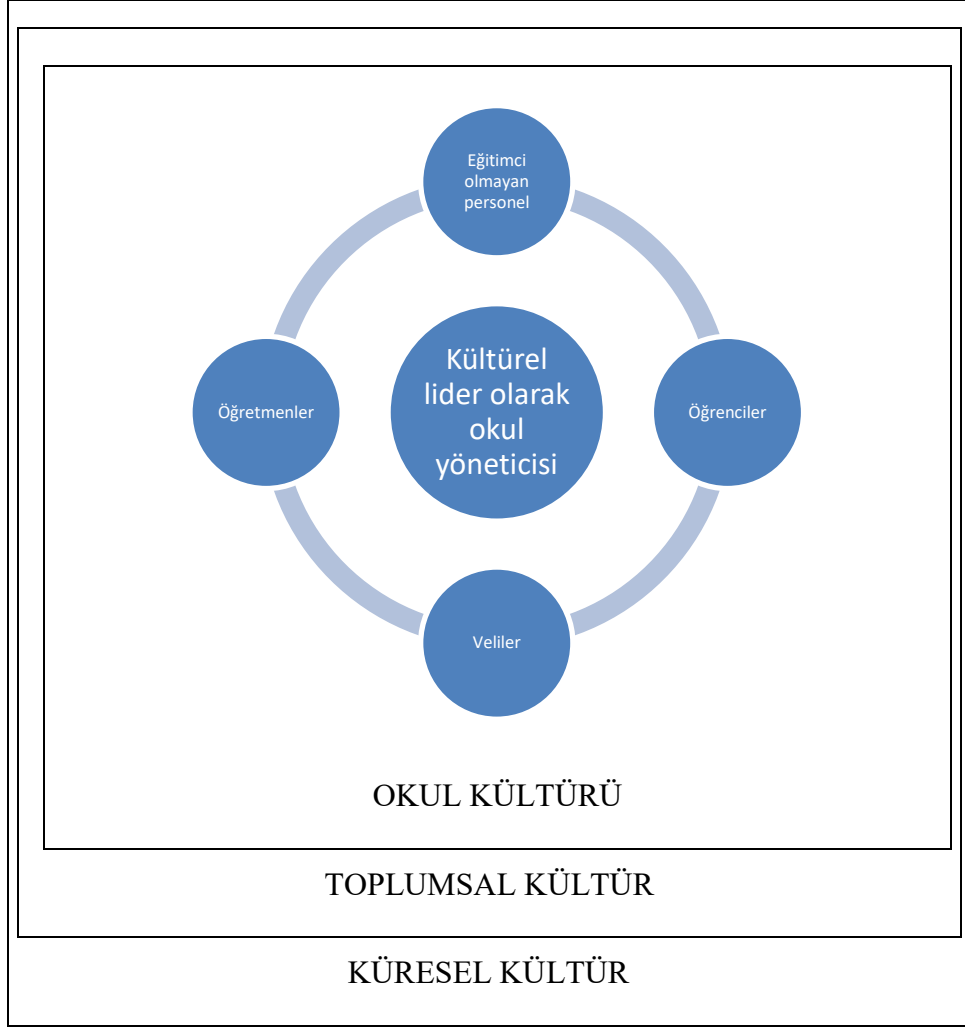 Eğitimci
olmayan
personel
Kültürel
lider olarak
okul
yöneticisi
Öğretmenler
Öğrenciler
Veliler
OKUL KÜLTÜRÜ
TOPLUMSAL KÜLTÜR
KÜRESEL KÜLTÜR